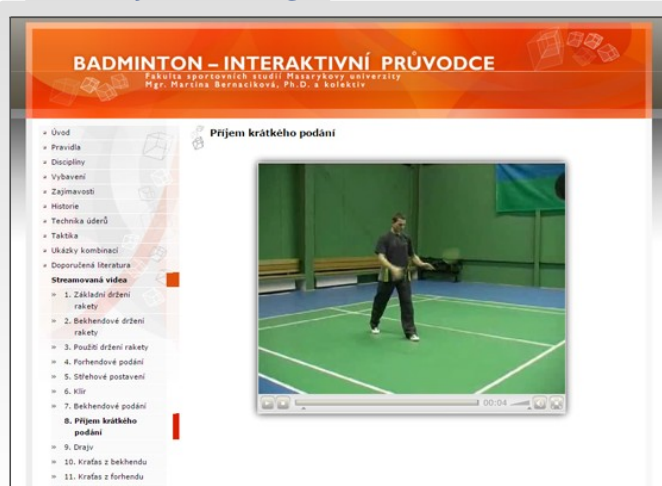 BADMINTON – INTERAKTIVNÍ PRŮVODCE
Fakulta sportovních studií Masarykovy univerzity
Mgr. Martina Bernaciková, Ph.D. a kolektiv
Úvod
Pravidla
Disciplíny
Vybavení
Zajímavosti
Historie
Technika úderů
Taktika
Ukázky kombinací
Doporučená literatura
Streamovaná videa
1. Základní držení
rakety
2. Bekhendové držení
rakety
3. Použití držení rakety
4. Forhendové podání
5. Střehové postavení
6. Klír
7. Bekhendové podání
8. Příjem krátkého
podání
9. Drajv
10. Kraťas z bekhendu
11. Kraťas z forhendu
Příjem krátkého podání
00:04